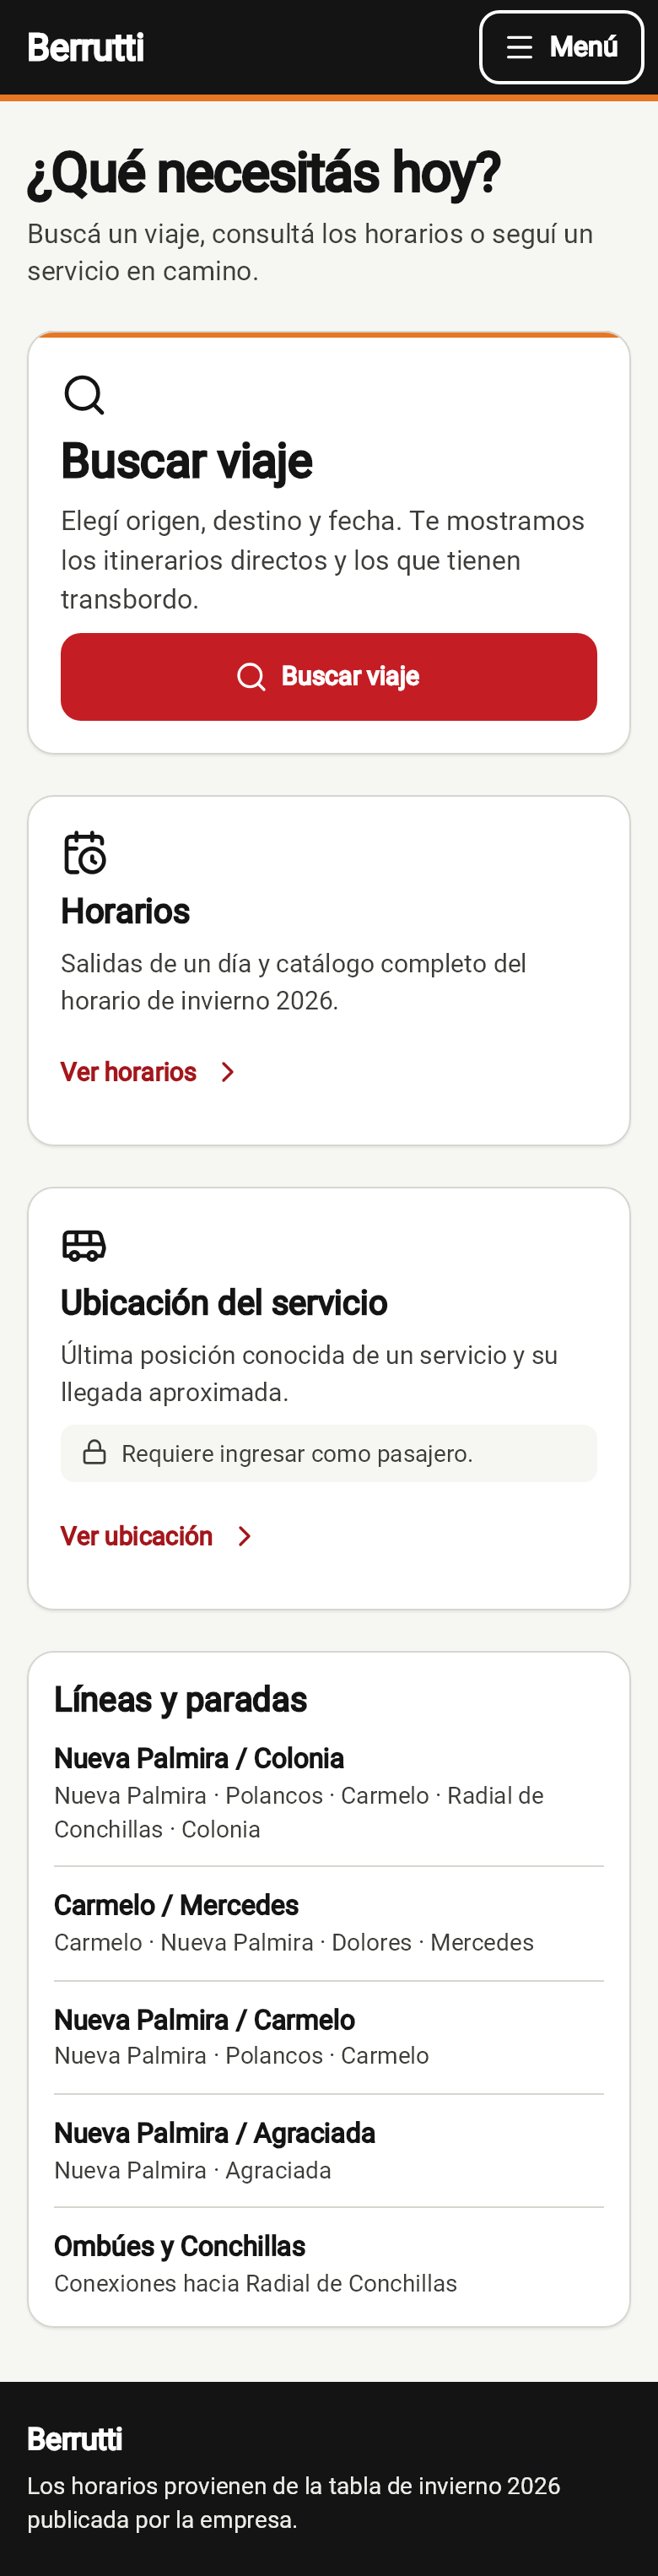 Berrutti
Menú
¿Qué necesitás hoy?
Buscá un viaje, consultá los horarios o seguí un
servicio en camino.
Buscar viaje
Elegí origen, destino y fecha. Te mostramos
los itinerarios directos y los que tienen
transbordo.
Buscar viaje
Horarios
Salidas de un día y catálogo completo del
horario de invierno 2026.
Ver horarios
Ubicación del servicio
Última posición conocida de un servicio y su
llegada aproximada.
Requiere ingresar como pasajero.
Ver ubicación
Líneas y paradas
Nueva Palmira / Colonia
Nueva Palmira · Polancos · Carmelo · Radial de
Conchillas · Colonia
Carmelo / Mercedes
Carmelo · Nueva Palmira · Dolores · Mercedes
Nueva Palmira / Carmelo
Nueva Palmira · Polancos · Carmelo
Nueva Palmira / Agraciada
Nueva Palmira · Agraciada
Ombúes y Conchillas
Conexiones hacia Radial de Conchillas
Berrutti
Los horarios provienen de la tabla de invierno 2026
publicada por la empresa.